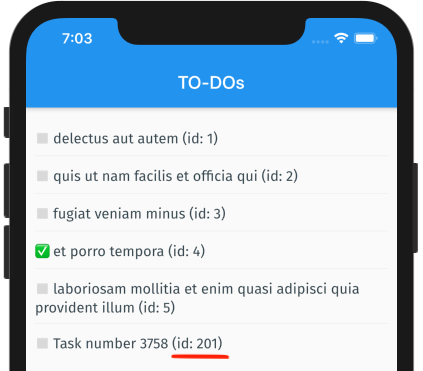 7:03
TO-DOs
delectus aut autem (id: 1)
quis ut nam facilis et officia qui (id: 2)
fugiat veniam minus (id: 3)
et porro tempora (id: 4)
laboriosam mollitia et enim quasi adipisci quia
provident illum (id: 5)
Task number 3758 (id: 201)